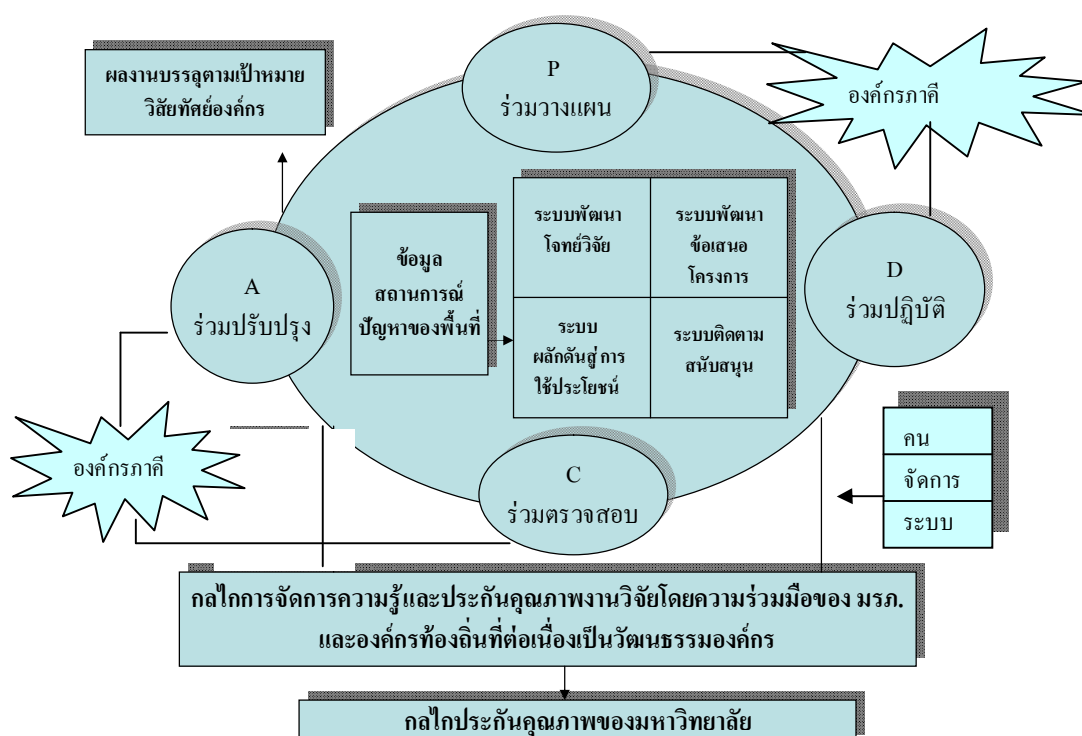 P
ร่วมวางแผน
องค์กรภาคี
ผลงานบรรลุตามเป้าหมาย
วิสัยทัศย์องค์กร
ระบบพัฒนา
โจทย์วิจัย
ระบบพัฒนา
ข้อเสนอ
โครงการ
ข้อมูล
สถานการณ์
ปัญหาของพื้นที่
A
ร่วมปรับปรุง
D
ร่วมปฏิบัติ
ระบบ
ผลักดันสู่ การ
ใช้ประโยชน์
ระบบติดตาม
สนับสนุน
องค์กรภาคี
C
ร่วมตรวจสอบ
คน
จัดการ
ระบบ
กลไกการจัดการความรู้และประกันคุณภาพงานวิจัยโดยความร่วมมือของ มรภ.
และองค์กรท้องถิ่นที่ต่อเนื่องเป็นวัฒนธรรมองค์กร
กลไกประกันคุณภาพของมหาวิทยาลัย